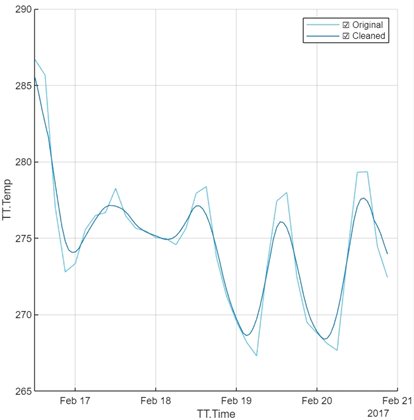 290
285
280
275
270
265
TT.Temp
☑ Original
☑ Cleaned
Feb 17
Feb 18
Feb 19
Feb 20
Feb 21
TT.Time
2017